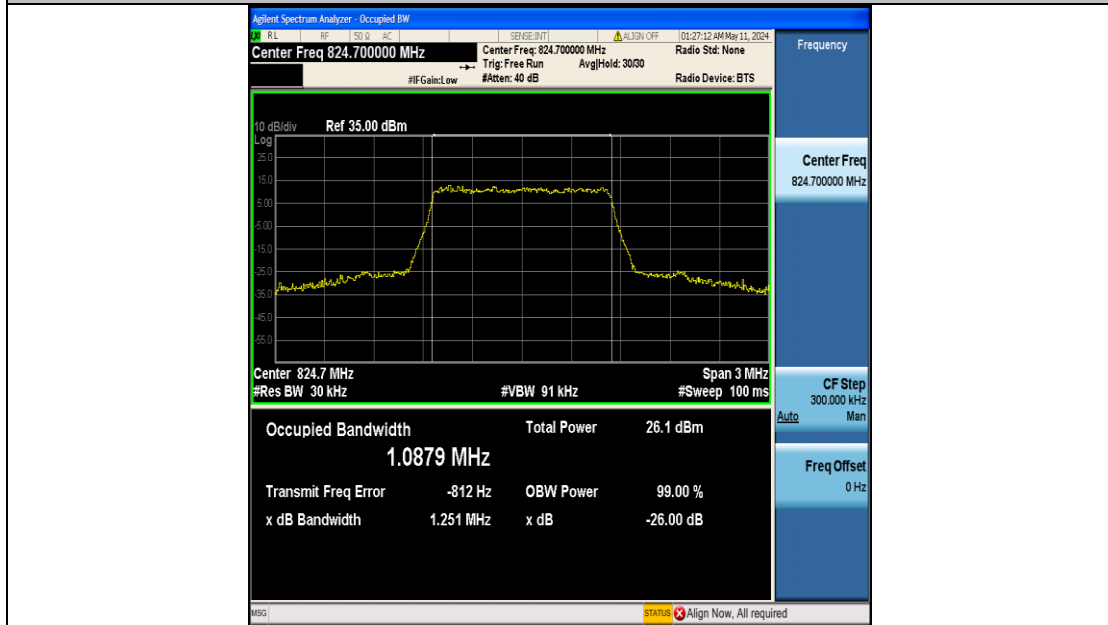 Agilent Spectrum Analyzer - Occupied BW
RL RF 50 Ω AC SENSE:INT ALIGN OFF 01:27:12 AM May 11, 2024
Center Freq 824.700000 MHz
Center Freq: 824.700000 MHz Radio Std: None
Trig: Free Run Avg|Hold: 30/30
#IFGain:Low #Atten: 40 dB Radio Device: BTS
10 dB/div Ref 35.00 dBm
Log
25.0
15.0
5.00
-5.00
-15.0
-25.0
-35.0
-45.0
-55.0
Center 824.7 MHz Span 3 MHz
#Res BW 30 kHz #VBW 91 kHz #Sweep 100 ms
Occupied Bandwidth Total Power 26.1 dBm
1.0879 MHz
Transmit Freq Error -812 Hz OBW Power 99.00 %
x dB Bandwidth 1.251 MHz x dB -26.00 dB
MSG STATUS Align Now, All required
Frequency
Center Freq
824.700000 MHz
CF Step
300.000 kHz
Auto Man
Freq Offset
0 Hz